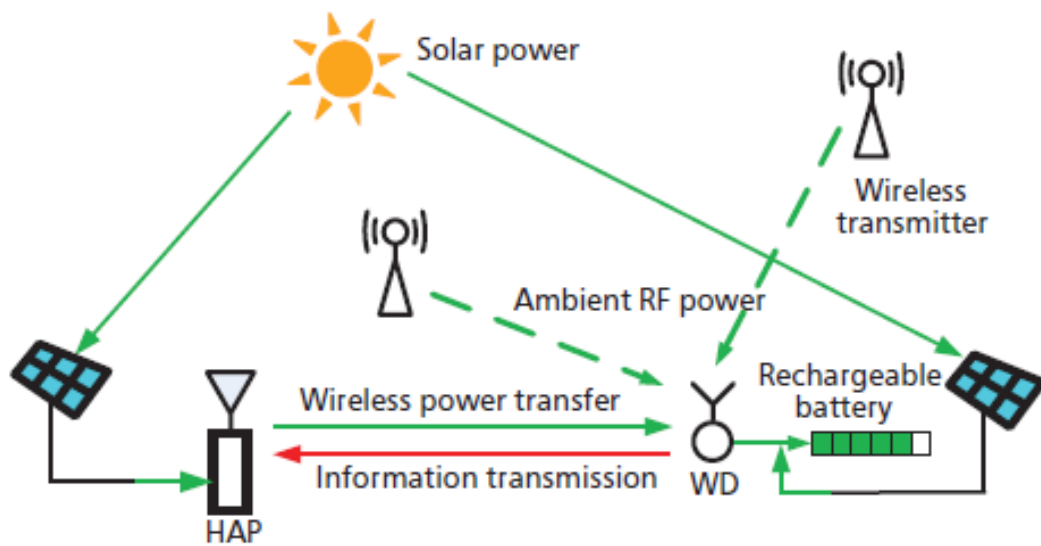 Solar power
Wireless
transmitter
Ambient RF power
Rechargeable
battery
Wireless power transfer
Information transmission
WD
HAP